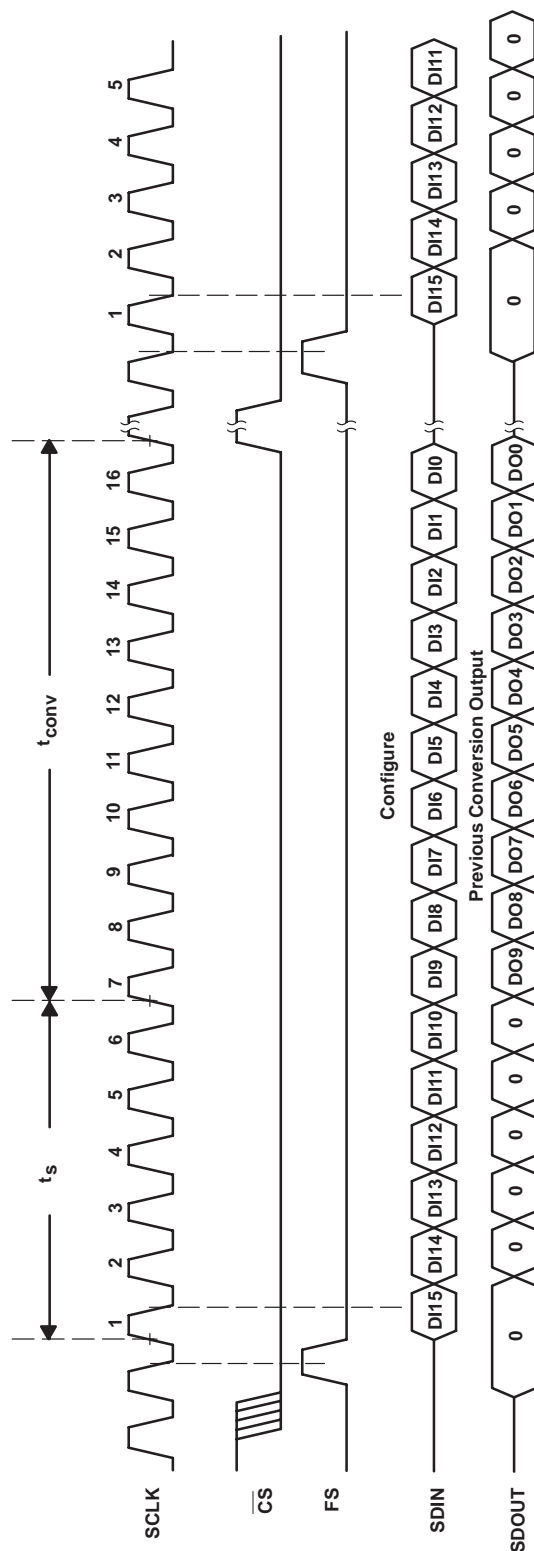 t_s t_conv
SCLK 1 2 3 4 5 6 7 8 9 10 11 12 13 14 15 16 1 2 3 4 5
CS
FS
Configure
SDIN DI15 DI14 DI13 DI12 DI11 DI10 DI9 DI8 DI7 DI6 DI5 DI4 DI3 DI2 DI1 DI0 DI15 DI14 DI13 DI12 DI11
Previous Conversion Output
SDOUT 0 0 0 0 0 0 DO9 DO8 DO7 DO6 DO5 DO4 DO3 DO2 DO1 DO0 0 0 0 0 0